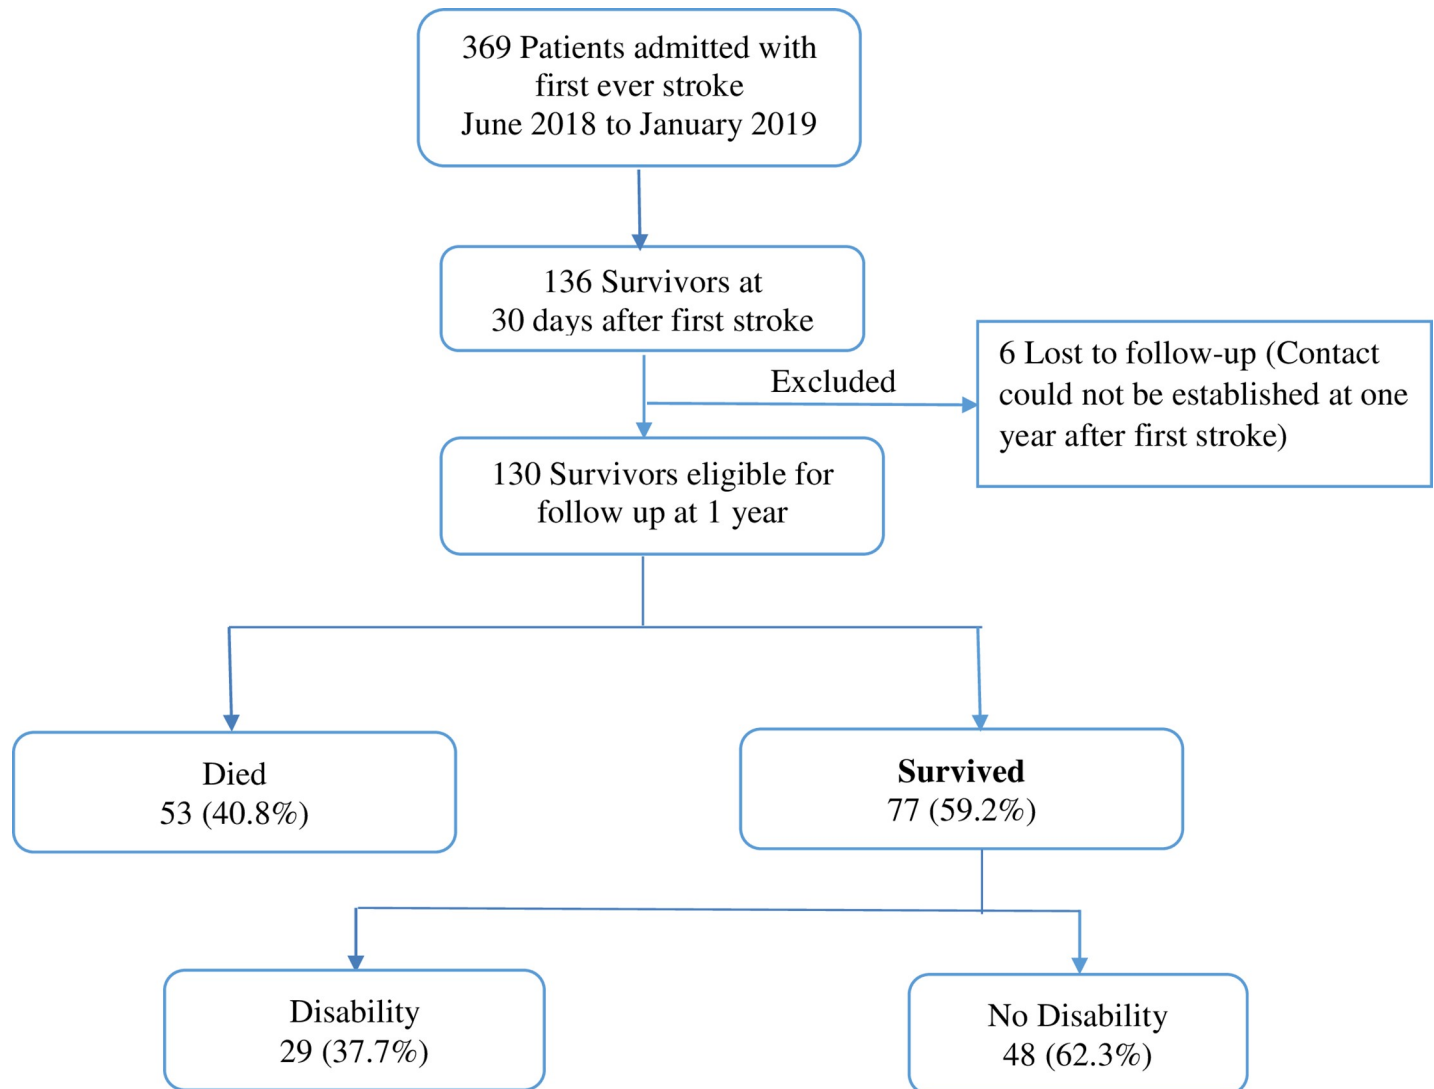 369 Patients admitted with
first ever stroke
June 2018 to January 2019
136 Survivors at
30 days after first stroke
Excluded
6 Lost to follow-up (Contact
could not be established at one
year after first stroke)
130 Survivors eligible for
follow up at 1 year
Died
53 (40.8%)
Survived
77 (59.2%)
Disability
29 (37.7%)
No Disability
48 (62.3%)